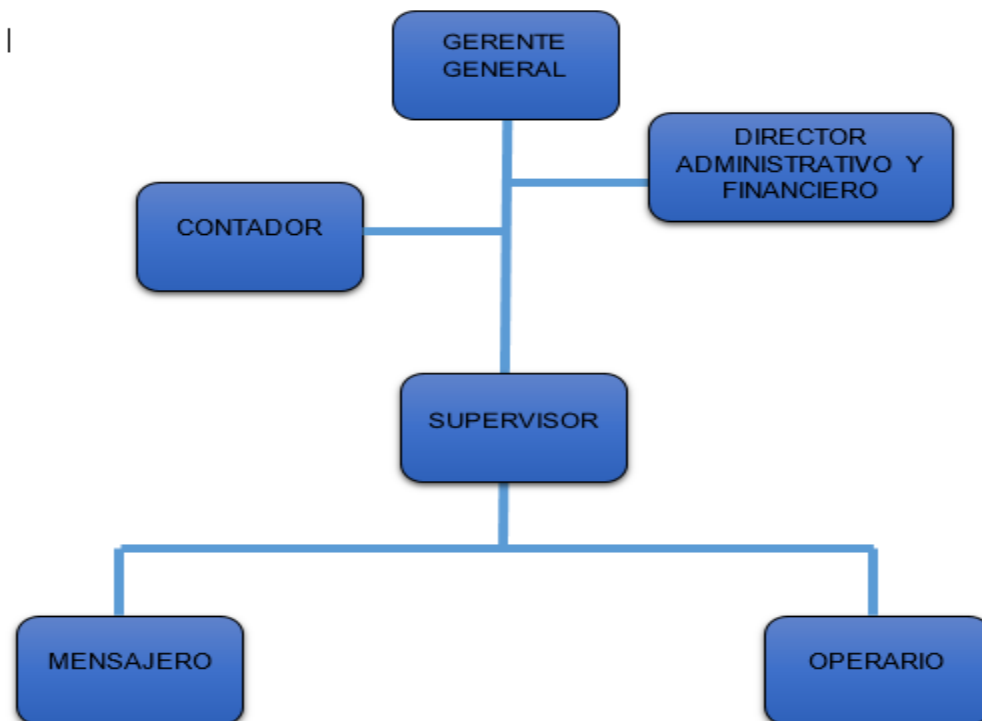 GERENTE
GENERAL
DIRECTOR
ADMINISTRATIVO Y
FINANCIERO
CONTADOR
SUPERVISOR
MENSAJERO
OPERARIO